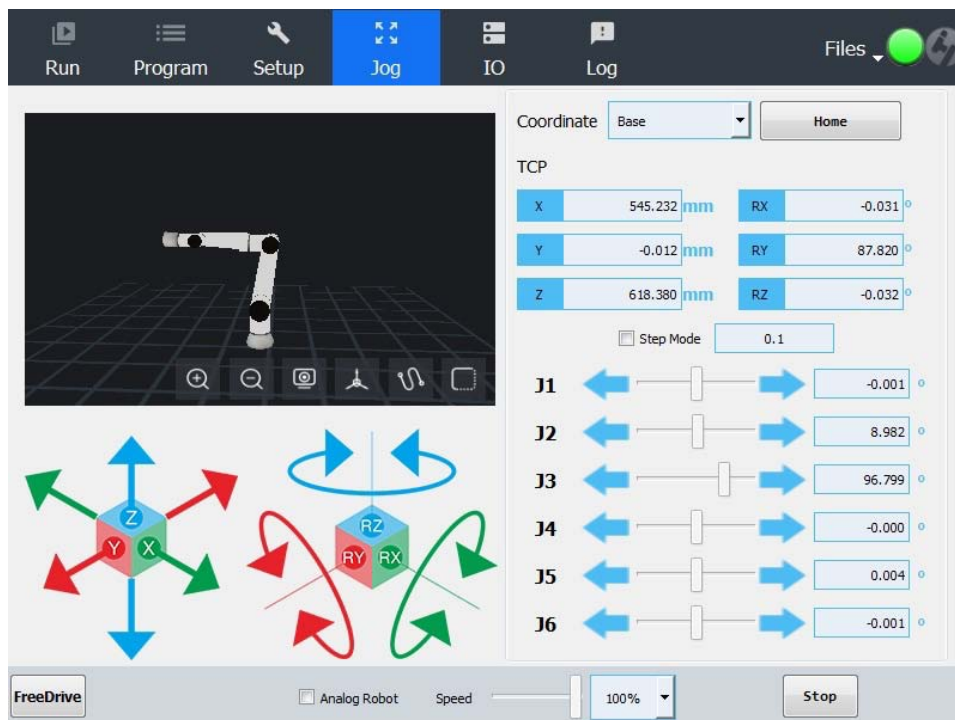 Run Program Setup Jog IO Log Files
Coordinate Base Home
TCP
X 545.232 mm RX -0.031 °
Y -0.012 mm RY 87.820 °
Z 618.380 mm RZ -0.032 °
Step Mode 0.1
J1 -0.001 °
J2 8.982 °
J3 96.799 °
J4 -0.000 °
J5 0.004 °
J6 -0.001 °
Z
Y X
RZ
RY RX
FreeDrive Analog Robot Speed 100% Stop